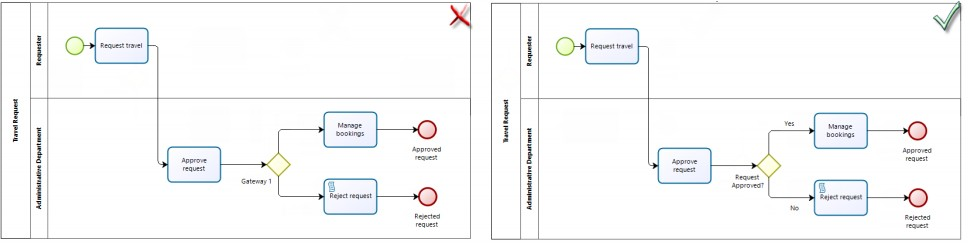 Travel Request
Requester
Request travel
Administrative Department
Approve
request
Gateway 1
Manage
bookings
Approved
request
Reject request
Rejected
request
Travel Request
Requester
Request travel
Administrative Department
Approve
request
Request
Approved?
Yes
Manage
bookings
Approved
request
No
Reject request
Rejected
request